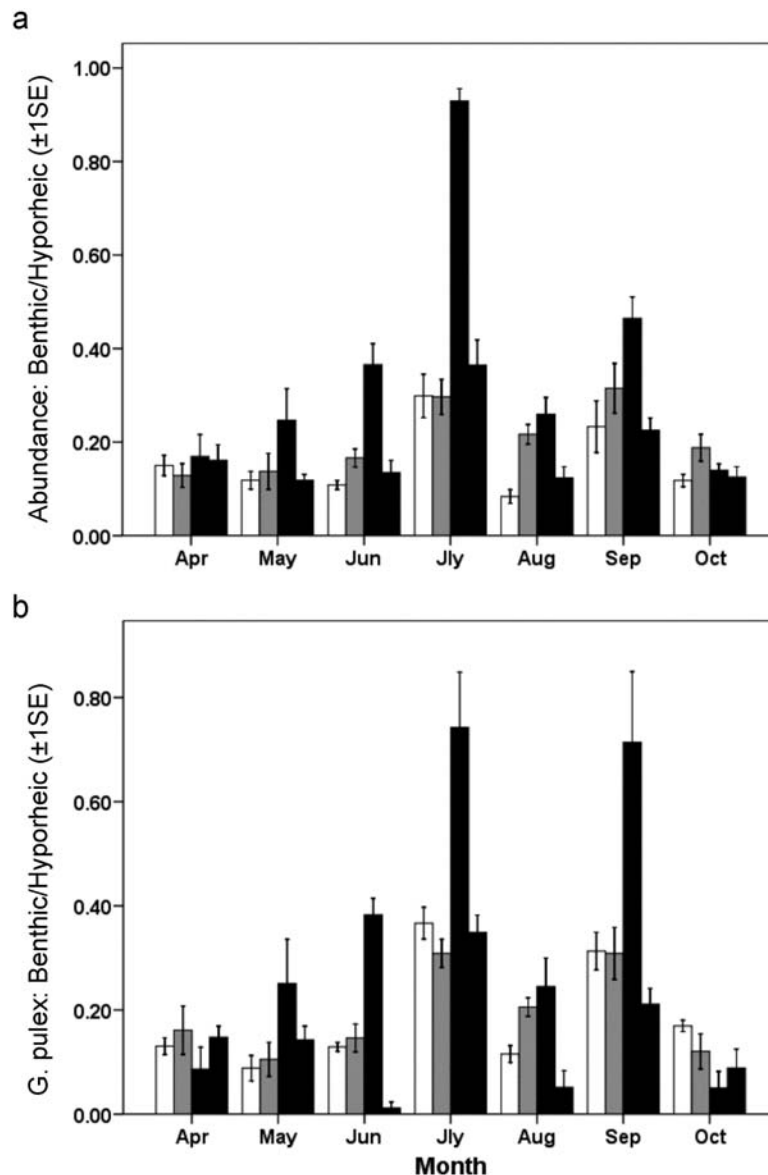 a
Abundance: Benthic/Hyporheic (±1SE)
1.00
0.80
0.60
0.40
0.20
0.00
Apr May Jun Jly Aug Sep Oct
b
G. pulex: Benthic/Hyporheic (±1SE)
0.80
0.60
0.40
0.20
0.00
Apr May Jun Jly Aug Sep Oct
Month